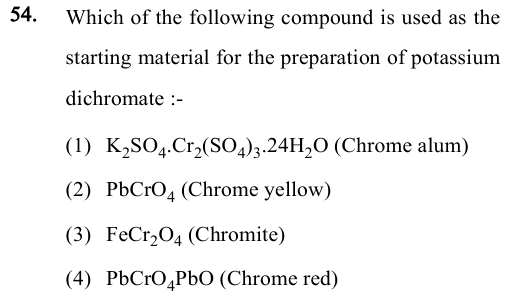 54. Which of the following compound is used as the
starting material for the preparation of potassium
dichromate :-
(1) K₂SO₄.Cr₂(SO₄)₃.24H₂O (Chrome alum)
(2) PbCrO₄ (Chrome yellow)
(3) FeCr₂O₄ (Chromite)
(4) PbCrO₄PbO (Chrome red)